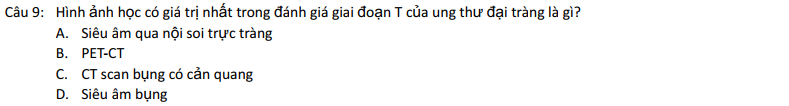 Câu 9: Hình ảnh học có giá trị nhất trong đánh giá giai đoạn T của ung thư đại tràng là gì?
A. Siêu âm qua nội soi trực tràng
B. PET-CT
C. CT scan bụng có cản quang
D. Siêu âm bụng